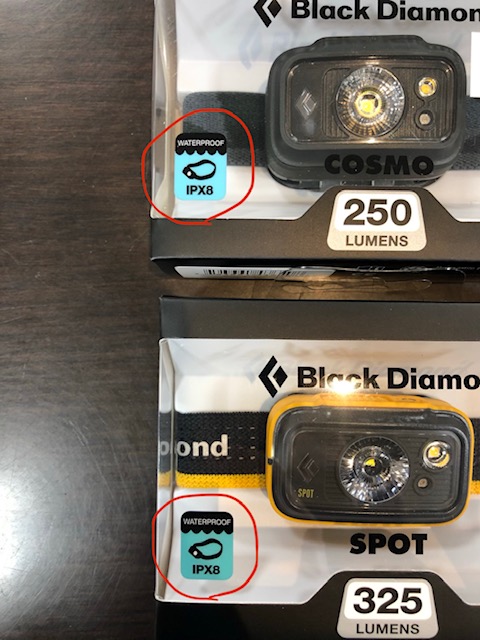 Black Diamon
WATERPROOF
IPX8
COSMO
250
LUMENS
Black Diamo
ond
SPOT
WATERPROOF
IPX8
SPOT
325
LUMENS